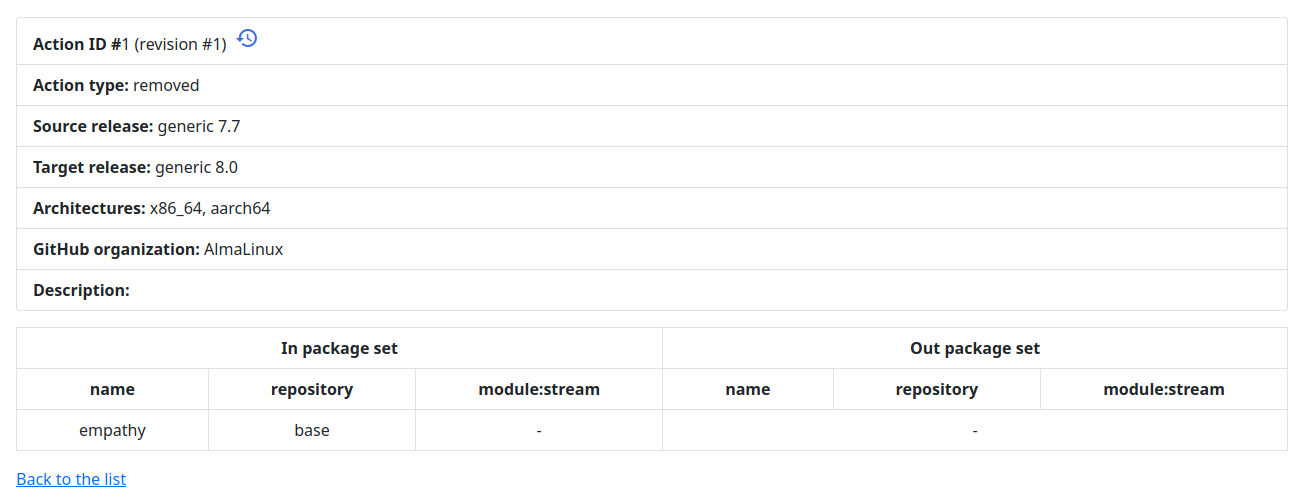 Action ID #1 (revision #1)
Action type: removed
Source release: generic 7.7
Target release: generic 8.0
Architectures: x86_64, aarch64
GitHub organization: AlmaLinux
Description:
In package set Out package set
name repository module:stream name repository module:stream
empathy base - -
Back to the list